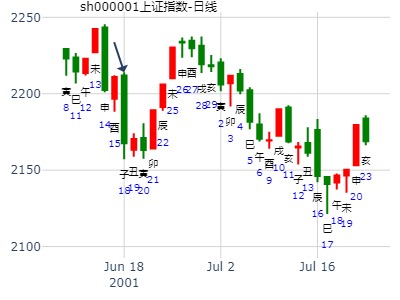 sh000001上证指数-日线
2250
2200
2150
2100
寅
8
巳
11
午
12
未
13
申
14
酉
15
子
18
丑
19
寅
20
卯
21
辰
22
未
25
申
26
酉
27
戌
28
亥
29
寅
2
卯
3
辰
4
巳
5
午
6
酉
9
戌
10
亥
11
子
12
丑
13
辰
16
巳
17
午
18
未
19
申
20
亥
23
Jun 18
2001
Jul 2
Jul 16